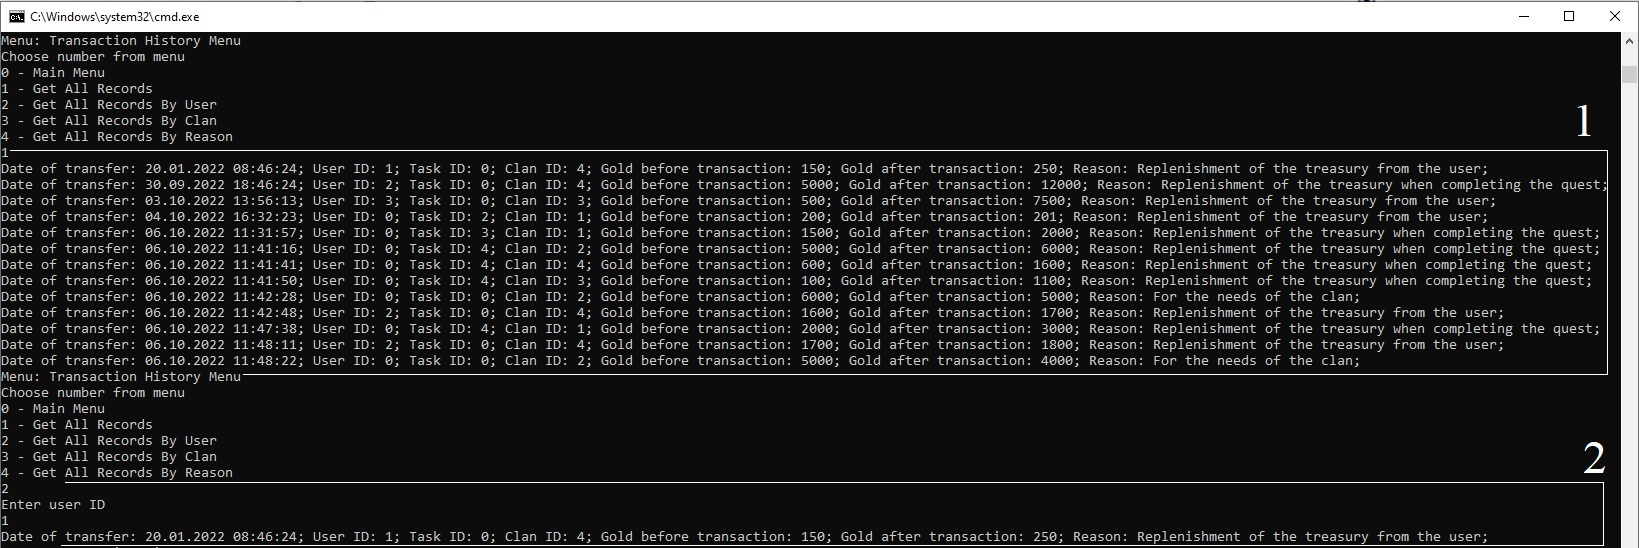 C:\Windows\system32\cmd.exe
Menu: Transaction History Menu
Choose number from menu
0 - Main Menu
1 - Get All Records
2 - Get All Records By User
3 - Get All Records By Clan
4 - Get All Records By Reason
1
1
Date of transfer: 20.01.2022 08:46:24; User ID: 1; Task ID: 0; Clan ID: 4; Gold before transaction: 150; Gold after transaction: 250; Reason: Replenishment of the treasury from the user;
Date of transfer: 30.09.2022 18:46:24; User ID: 2; Task ID: 0; Clan ID: 4; Gold before transaction: 5000; Gold after transaction: 12000; Reason: Replenishment of the treasury when completing the quest;
Date of transfer: 03.10.2022 13:56:13; User ID: 3; Task ID: 0; Clan ID: 3; Gold before transaction: 500; Gold after transaction: 7500; Reason: Replenishment of the treasury from the user;
Date of transfer: 04.10.2022 16:32:23; User ID: 0; Task ID: 2; Clan ID: 1; Gold before transaction: 200; Gold after transaction: 201; Reason: Replenishment of the treasury from the user;
Date of transfer: 06.10.2022 11:31:57; User ID: 0; Task ID: 3; Clan ID: 1; Gold before transaction: 1500; Gold after transaction: 2000; Reason: Replenishment of the treasury when completing the quest;
Date of transfer: 06.10.2022 11:41:16; User ID: 0; Task ID: 4; Clan ID: 2; Gold before transaction: 5000; Gold after transaction: 6000; Reason: Replenishment of the treasury when completing the quest;
Date of transfer: 06.10.2022 11:41:41; User ID: 0; Task ID: 4; Clan ID: 4; Gold before transaction: 600; Gold after transaction: 1600; Reason: Replenishment of the treasury when completing the quest;
Date of transfer: 06.10.2022 11:41:50; User ID: 0; Task ID: 4; Clan ID: 3; Gold before transaction: 100; Gold after transaction: 1100; Reason: Replenishment of the treasury when completing the quest;
Date of transfer: 06.10.2022 11:42:28; User ID: 0; Task ID: 0; Clan ID: 2; Gold before transaction: 6000; Gold after transaction: 5000; Reason: For the needs of the clan;
Date of transfer: 06.10.2022 11:42:48; User ID: 2; Task ID: 0; Clan ID: 4; Gold before transaction: 1600; Gold after transaction: 1700; Reason: Replenishment of the treasury from the user;
Date of transfer: 06.10.2022 11:47:38; User ID: 0; Task ID: 4; Clan ID: 1; Gold before transaction: 2000; Gold after transaction: 3000; Reason: Replenishment of the treasury when completing the quest;
Date of transfer: 06.10.2022 11:48:11; User ID: 2; Task ID: 0; Clan ID: 4; Gold before transaction: 1700; Gold after transaction: 1800; Reason: Replenishment of the treasury from the user;
Date of transfer: 06.10.2022 11:48:22; User ID: 0; Task ID: 0; Clan ID: 2; Gold before transaction: 5000; Gold after transaction: 4000; Reason: For the needs of the clan;
Menu: Transaction History Menu
Choose number from menu
0 - Main Menu
1 - Get All Records
2 - Get All Records By User
3 - Get All Records By Clan
4 - Get All Records By Reason
2
2
Enter user ID
1
Date of transfer: 20.01.2022 08:46:24; User ID: 1; Task ID: 0; Clan ID: 4; Gold before transaction: 150; Gold after transaction: 250; Reason: Replenishment of the treasury from the user;